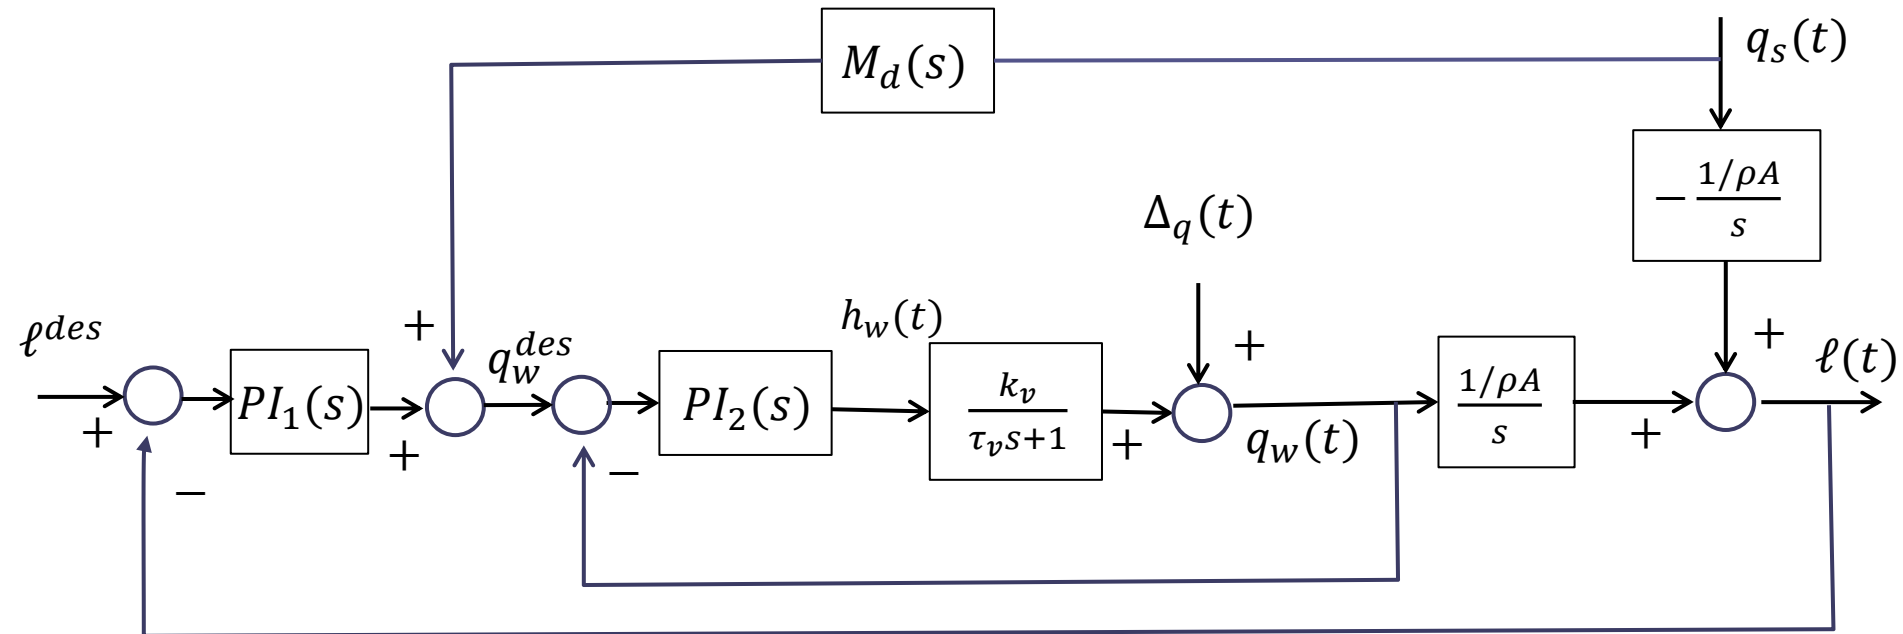 M_d(s)
q_s(t)
− (1/ρA)/s
Δ_q(t)
ℓ^{des}
+
−
PI_1(s)
+
+
q_w^{des}
−
PI_2(s)
h_w(t)
k_v/(τ_v s+1)
+
+
q_w(t)
(1/ρA)/s
+
+
ℓ(t)